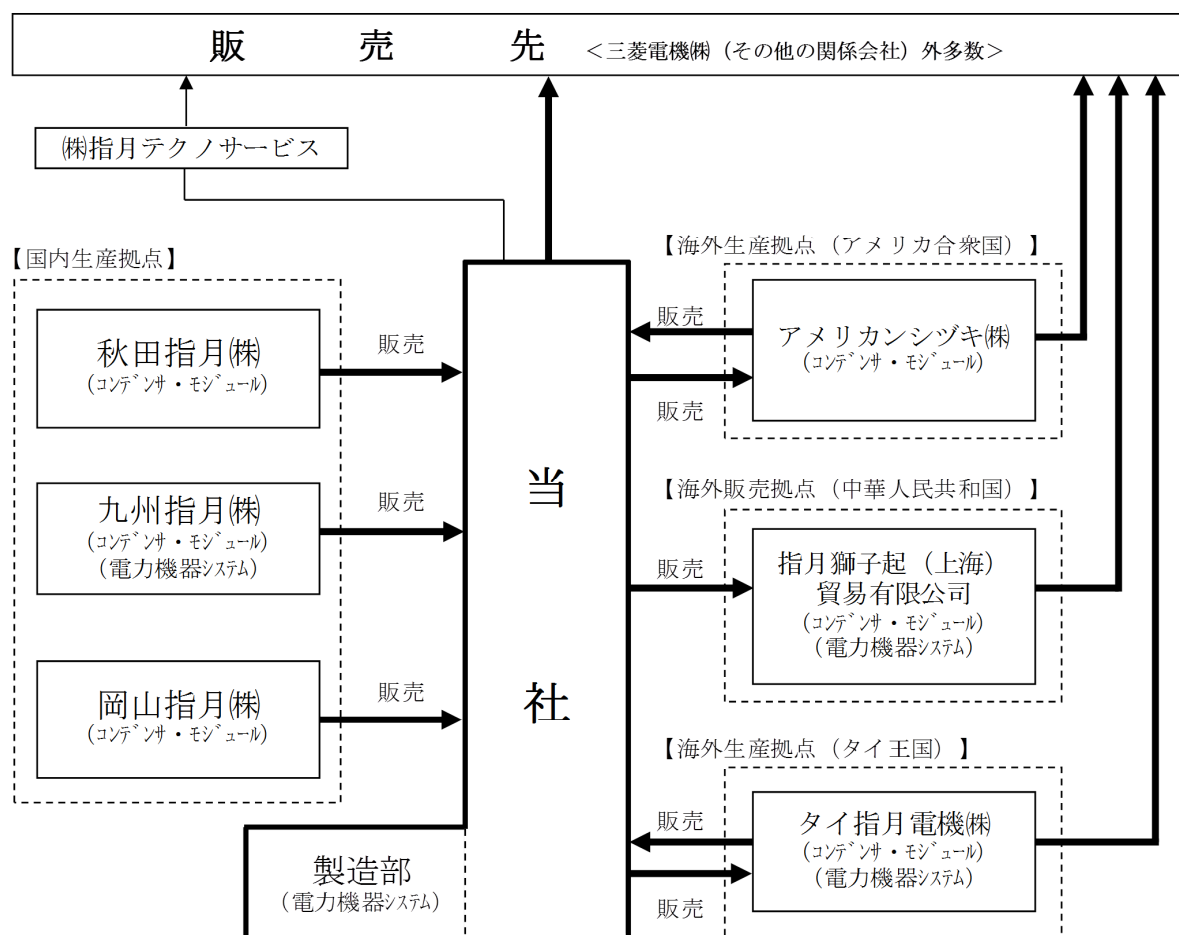 販売先 <三菱電機㈱（その他の関係会社）外多数>
㈱指月テクノサービス
【国内生産拠点】
秋田指月㈱
（コンデンサ・モジュール）
販売
九州指月㈱
（コンデンサ・モジュール）
（電力機器システム）
販売
岡山指月㈱
（コンデンサ・モジュール）
販売
当
社
製造部
（電力機器システム）
【海外生産拠点（アメリカ合衆国）】
販売
アメリカンシヅキ㈱
（コンデンサ・モジュール）
販売
【海外販売拠点（中華人民共和国）】
販売
指月獅子起（上海）
貿易有限公司
（コンデンサ・モジュール）
（電力機器システム）
【海外生産拠点（タイ王国）】
販売
タイ指月電機㈱
（コンデンサ・モジュール）
（電力機器システム）
販売